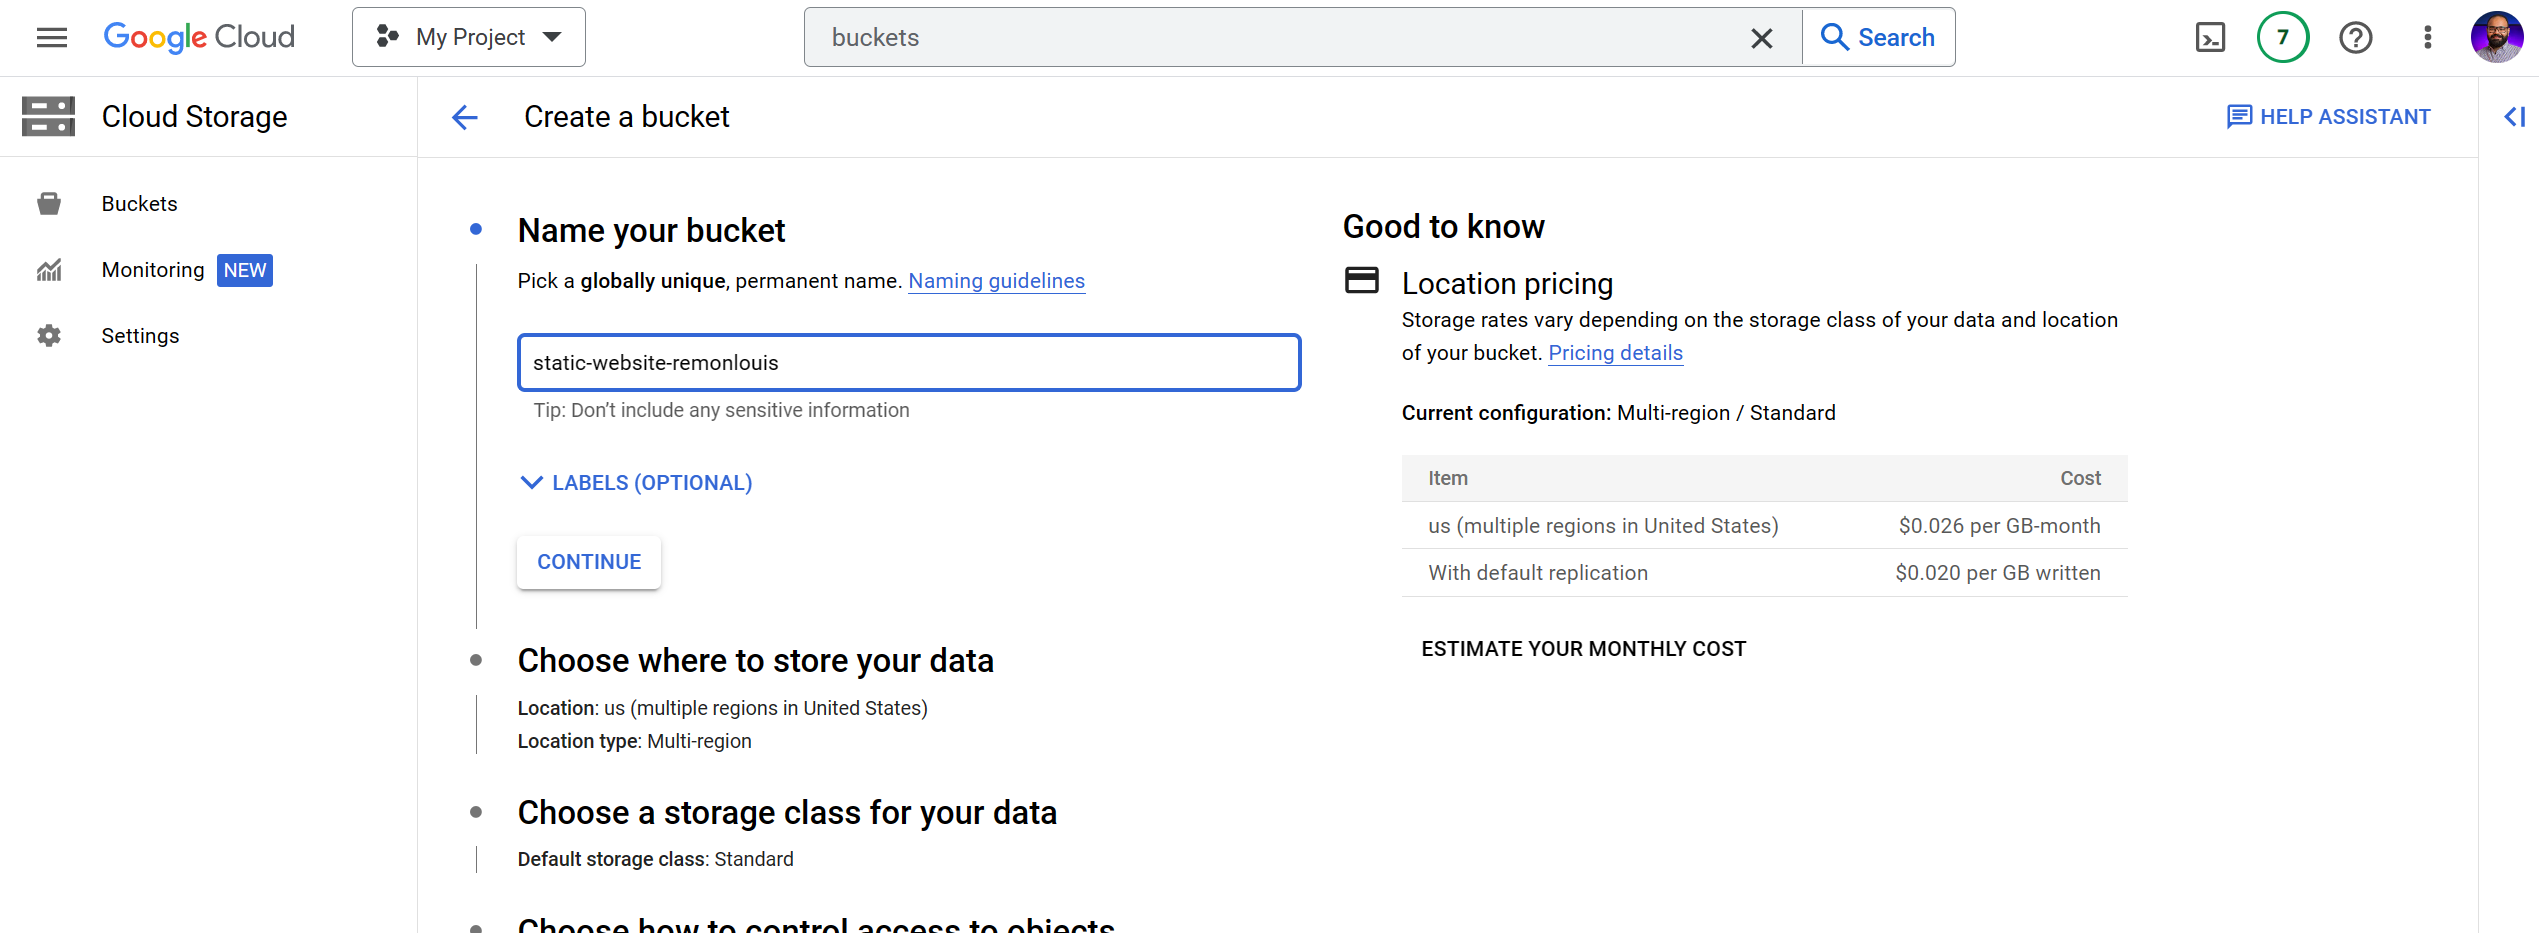 Google Cloud
My Project
buckets
Search
7
Cloud Storage
Create a bucket
HELP ASSISTANT
Buckets
Monitoring NEW
Settings
Name your bucket
Pick a globally unique, permanent name. Naming guidelines
static-website-remonlouis
Tip: Don’t include any sensitive information
LABELS (OPTIONAL)
CONTINUE
Choose where to store your data
Location: us (multiple regions in United States)
Location type: Multi-region
Choose a storage class for your data
Default storage class: Standard
Choose how to control access to objects
Good to know
Location pricing
Storage rates vary depending on the storage class of your data and location
of your bucket. Pricing details
Current configuration: Multi-region / Standard
Item Cost
us (multiple regions in United States) $0.026 per GB-month
With default replication $0.020 per GB written
ESTIMATE YOUR MONTHLY COST